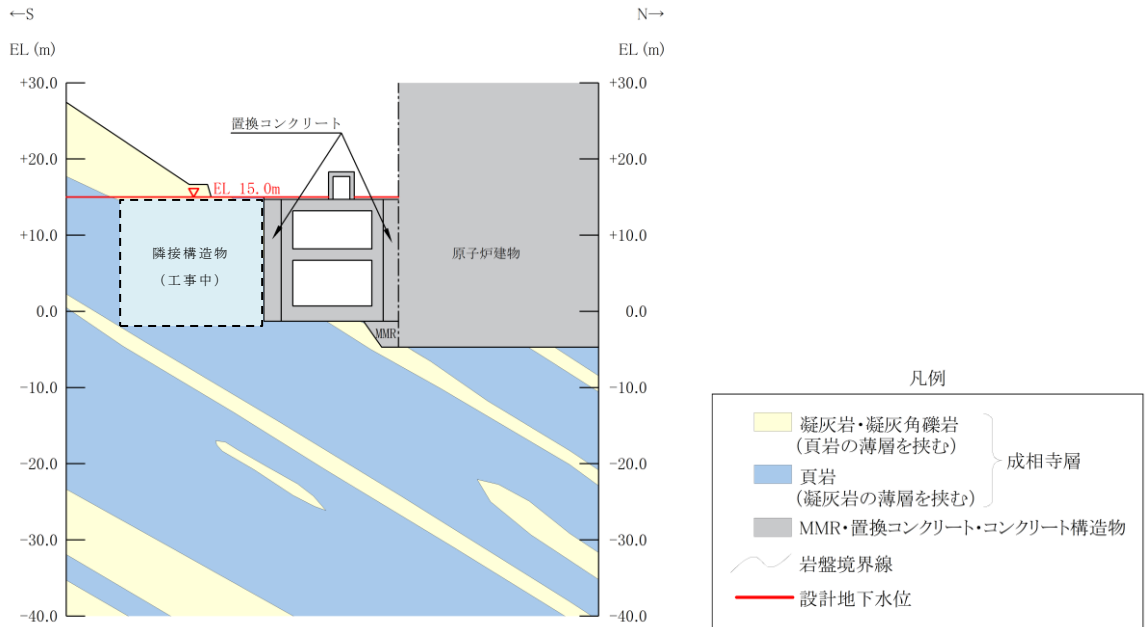 ←S
N→
EL (m)
EL (m)
+30.0
+30.0
+20.0
+20.0
+10.0
+10.0
0.0
0.0
-10.0
-10.0
-20.0
-20.0
-30.0
-30.0
-40.0
-40.0
置換コンクリート
EL 15.0m
隣接構造物
(工事中)
原子炉建物
MMR
凡例
凝灰岩・凝灰角礫岩
(頁岩の薄層を挟む)
成相寺層
頁岩
(凝灰岩の薄層を挟む)
MMR・置換コンクリート・コンクリート構造物
岩盤境界線
設計地下水位